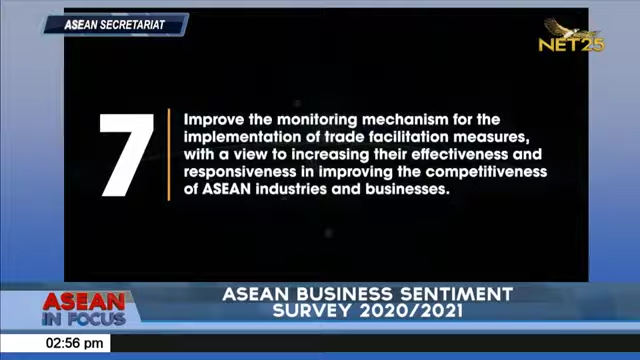 ASEAN SECRETARIAT
NET25
7
Improve the monitoring mechanism for the
implementation of trade facilitation measures,
with a view to increasing their effectiveness and
responsiveness in improving the competitiveness
of ASEAN industries and businesses.
ASEAN
IN FOCUS
ASEAN BUSINESS SENTIMENT
SURVEY 2020/2021
02:56 pm